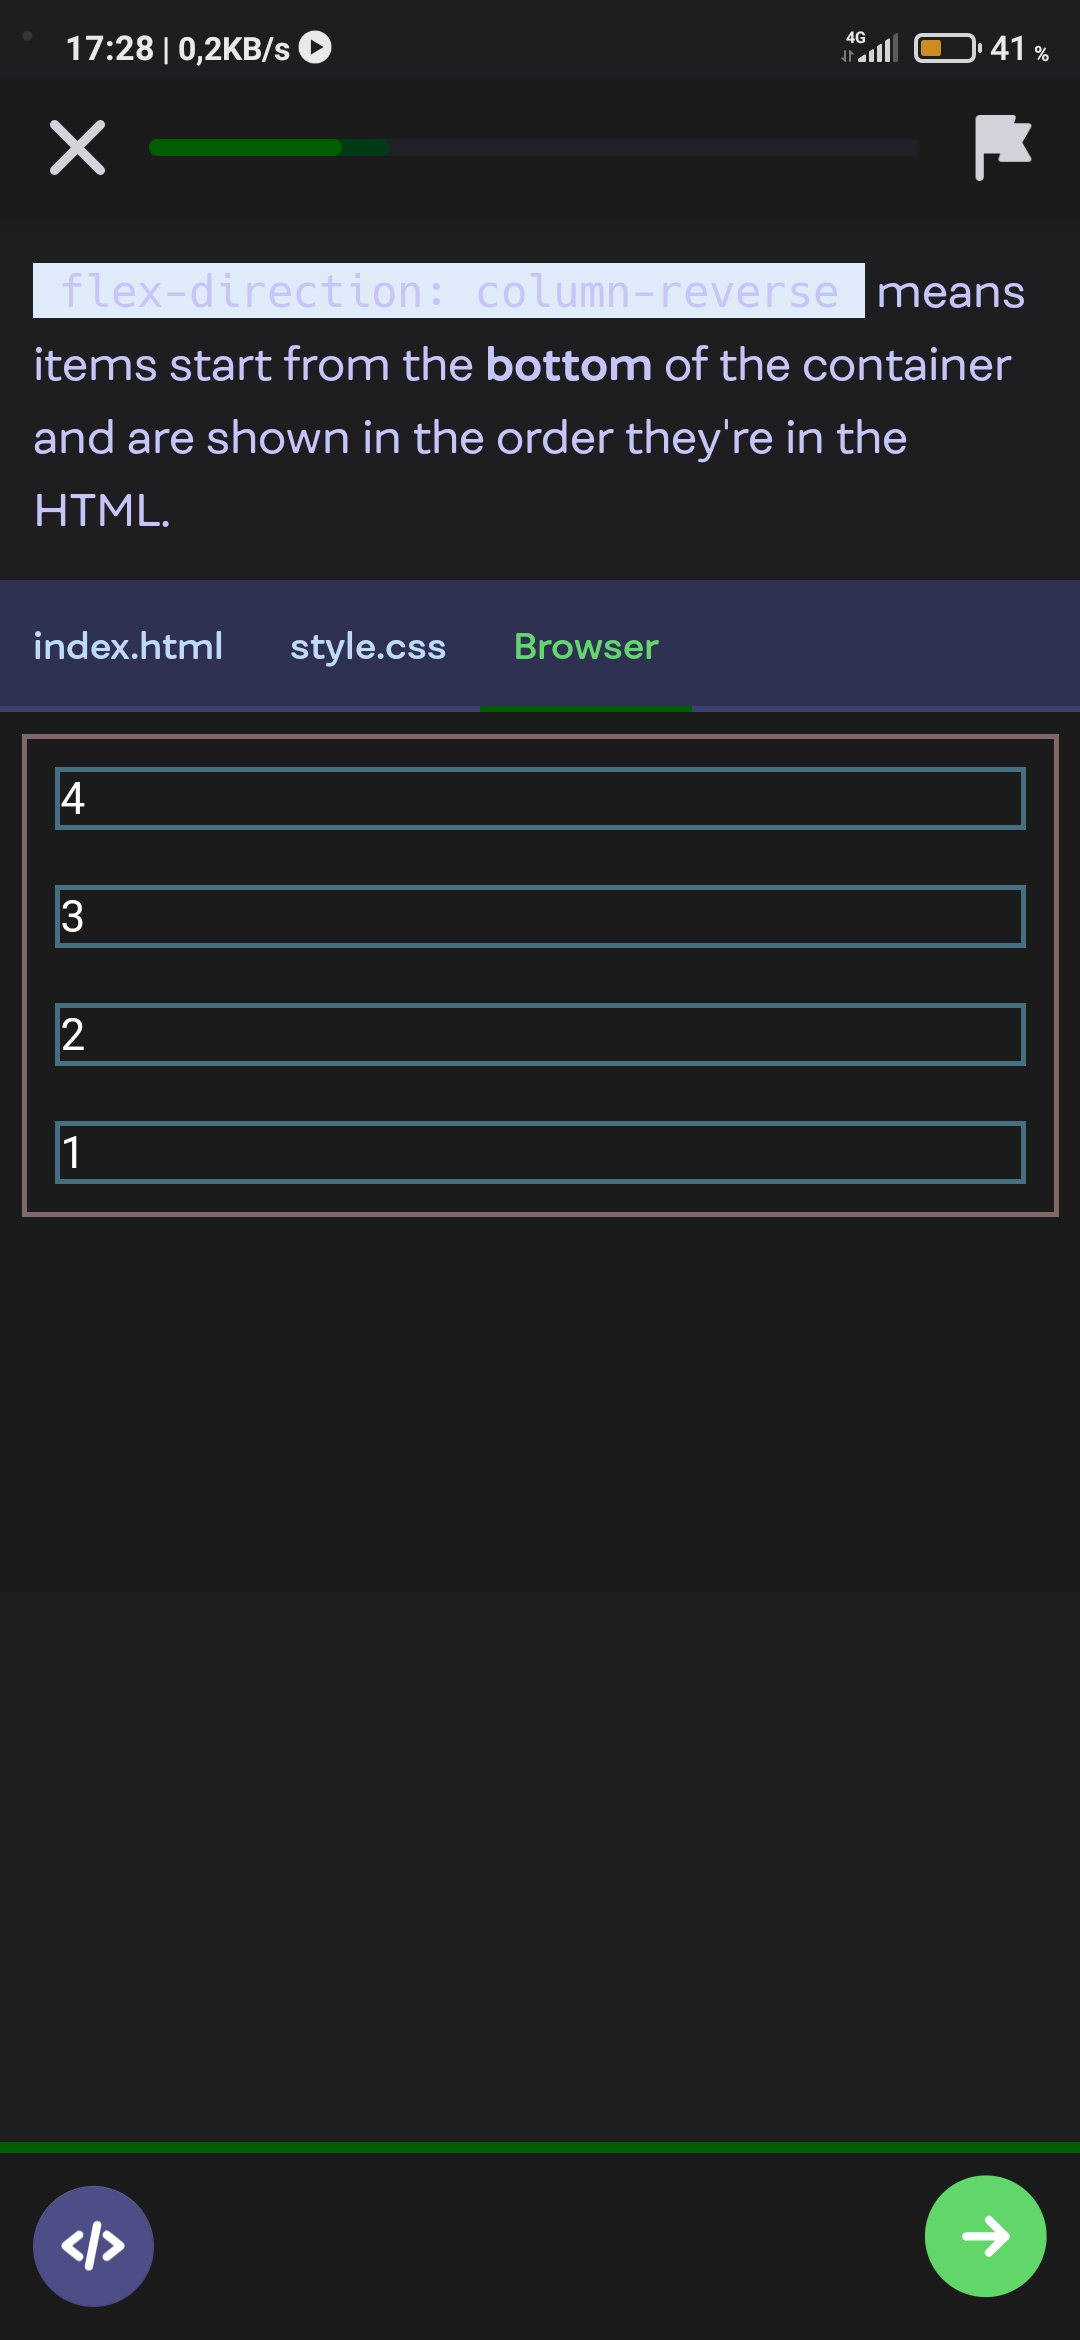 17:28 | 0,2KB/s 4G 41 %
flex-direction: column-reverse means
items start from the bottom of the container
and are shown in the order they're in the
HTML.
index.html style.css Browser
4
3
2
1
</>